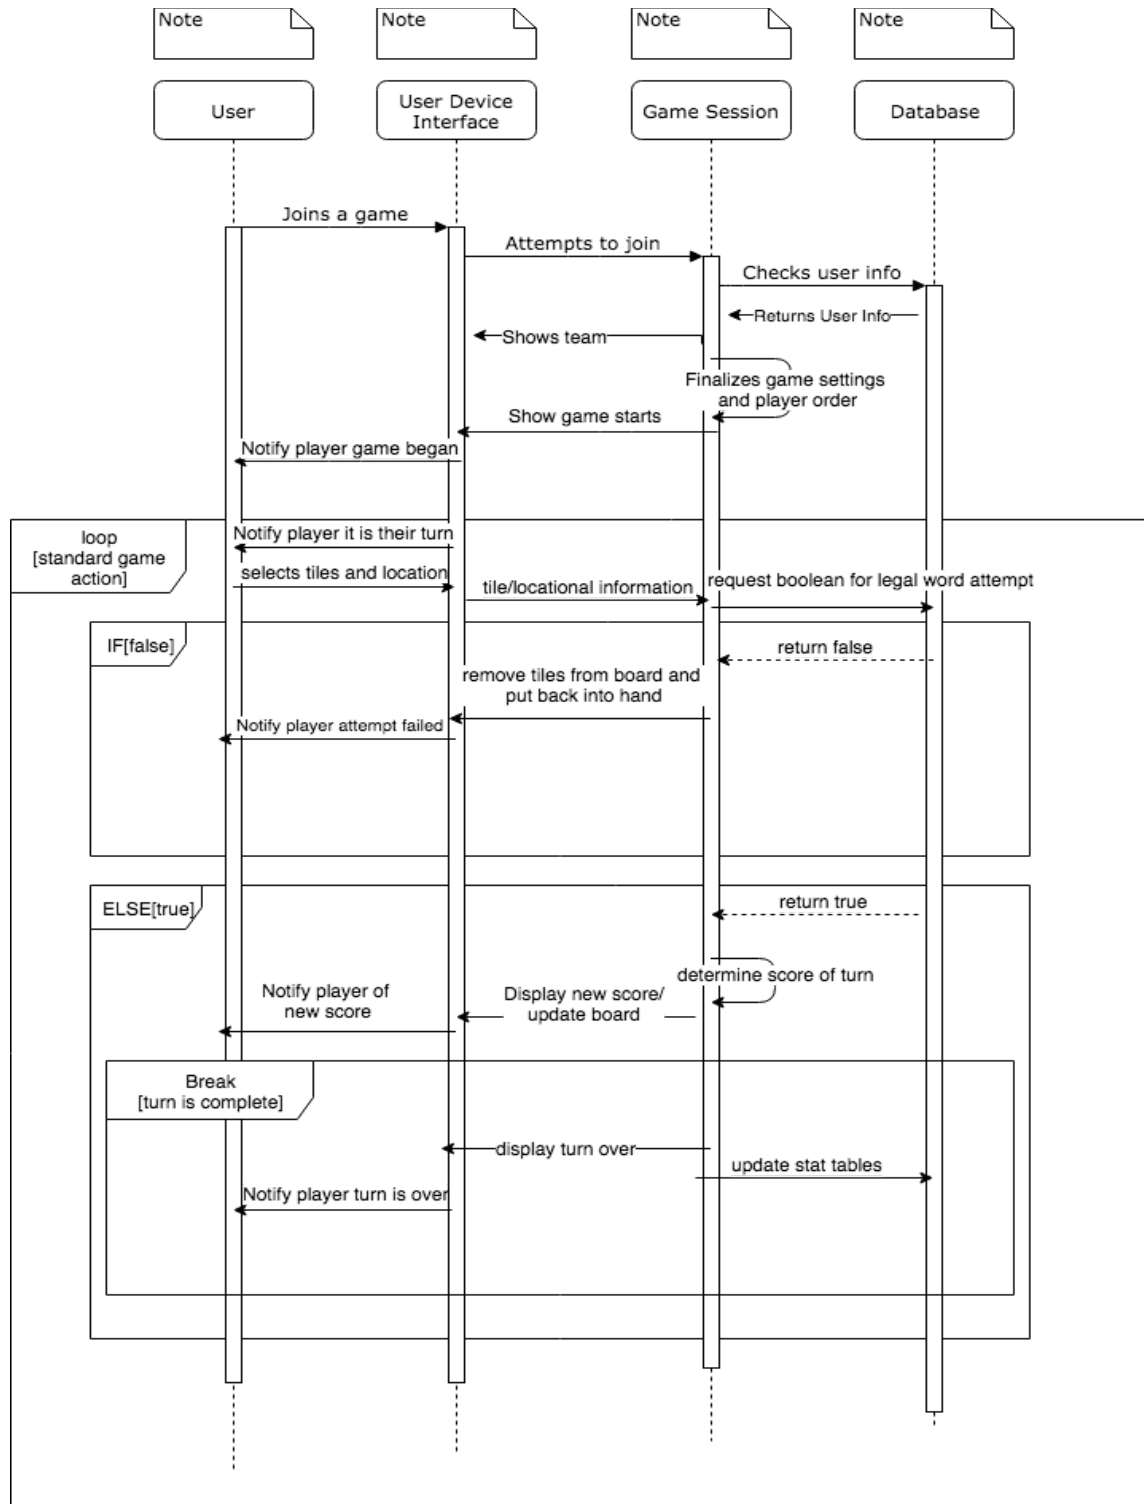 Note
Note
Note
Note
User
User Device
Interface
Game Session
Database
Joins a game
Attempts to join
Checks user info
Returns User Info
Shows team
Finalizes game settings
and player order
Show game starts
Notify player game began
loop
[standard game
action]
Notify player it is their turn
selects tiles and location
tile/locational information
request boolean for legal word attempt
IF[false]
return false
remove tiles from board and
put back into hand
Notify player attempt failed
ELSE[true]
return true
determine score of turn
Display new score/
update board
Notify player of
new score
Break
[turn is complete]
display turn over
update stat tables
Notify player turn is over